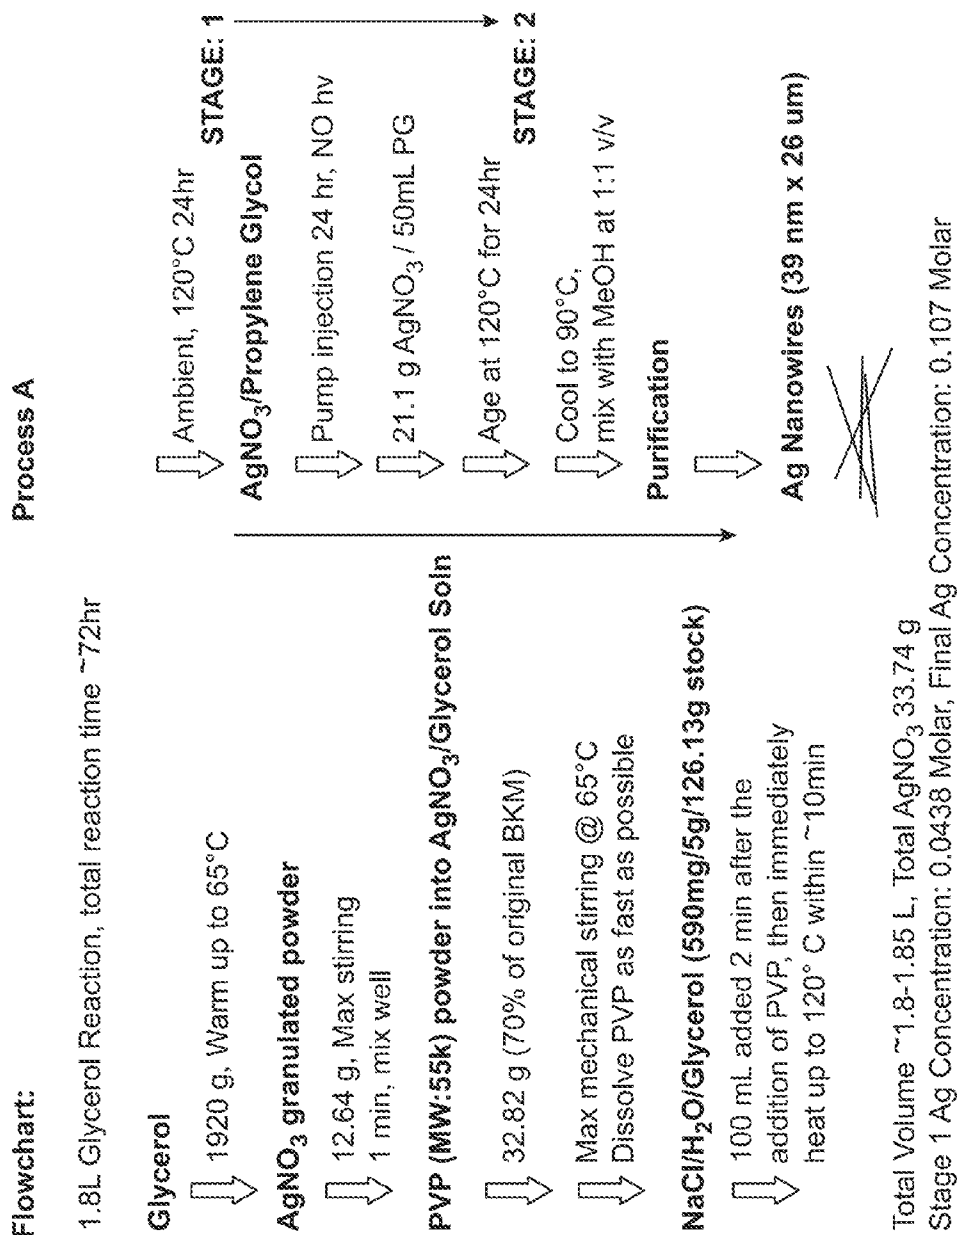 Flowchart:
Process A
1.8L Glycerol Reaction, total reaction time ~72hr
Glycerol
1920 g, Warm up to 65°C
AgNO₃ granulated powder
12.64 g, Max stirring
1 min, mix well
PVP (MW:55k) powder into AgNO₃/Glycerol Soln
32.82 g (70% of original BKM)
Max mechanical stirring @ 65°C
Dissolve PVP as fast as possible
NaCl/H₂O/Glycerol (590mg/5g/126.13g stock)
100 mL added 2 min after the
addition of PVP, then immediately
heat up to 120° C within ~10min
Ambient, 120°C 24hr
STAGE: 1
AgNO₃/Propylene Glycol
Pump injection 24 hr, NO hv
21.1 g AgNO₃ / 50mL PG
Age at 120°C for 24hr
STAGE: 2
Cool to 90°C,
mix with MeOH at 1:1 v/v
Purification
Ag Nanowires (39 nm x 26 um)
Total Volume ~1.8-1.85 L, Total AgNO₃ 33.74 g
Stage 1 Ag Concentration: 0.0438 Molar, Final Ag Concentration: 0.107 Molar